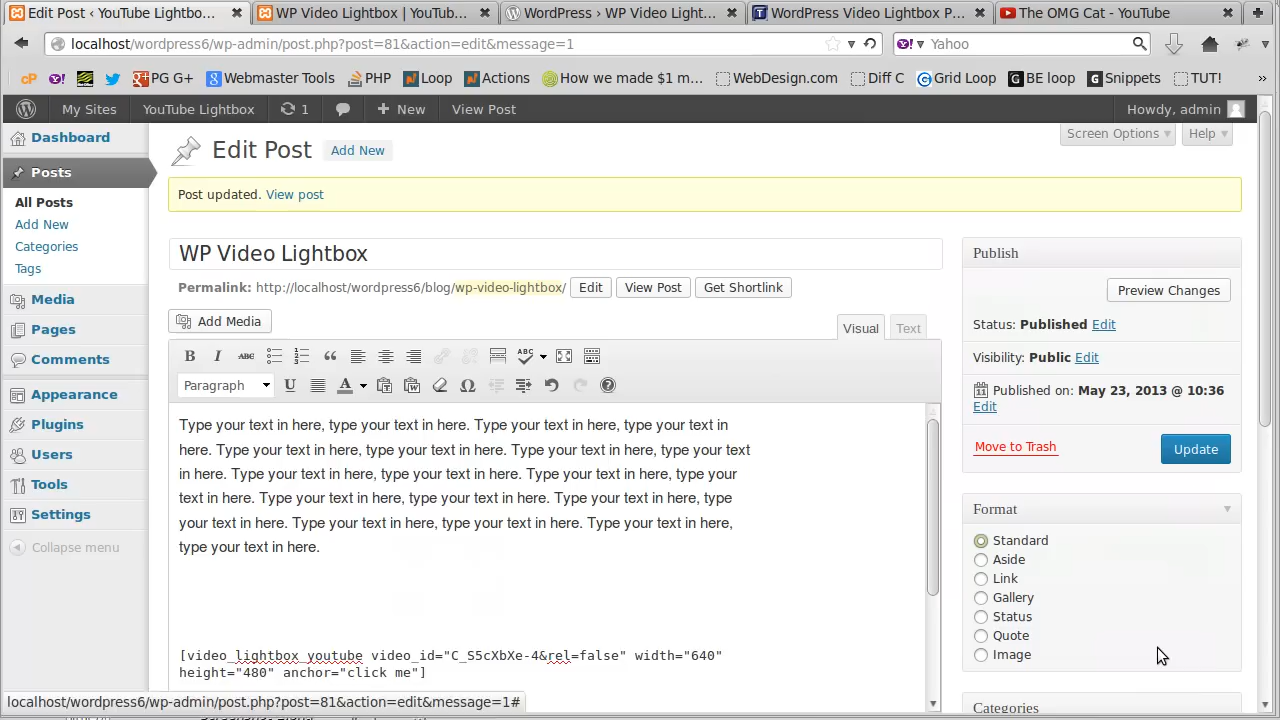 Edit Post ‹ YouTube Lightbo...
WP Video Lightbox | YouTub...
WordPress › WP Video Light...
WordPress Video Lightbox P...
The OMG Cat - YouTube
localhost/wordpress6/wp-admin/post.php?post=81&action=edit&message=1
Yahoo
cP
PG G+
Webmaster Tools
PHP
Loop
Actions
How we made $1 m...
WebDesign.com
Diff C
Grid Loop
BE loop
Snippets
TUT!
»
My Sites
YouTube Lightbox
1
New
View Post
Howdy, admin
Dashboard
Posts
All Posts
Add New
Categories
Tags
Media
Pages
Comments
Appearance
Plugins
Users
Tools
Settings
Collapse menu
Screen Options
Help
Edit Post
Add New
Post updated. View post
WP Video Lightbox
Permalink: http://localhost/wordpress6/blog/wp-video-lightbox/
Edit
View Post
Get Shortlink
Add Media
Visual
Text
B I ABC
ABC
Paragraph
U
A
Ω
Type your text in here, type your text in here. Type your text in here, type your text in
here. Type your text in here, type your text in here. Type your text in here, type your text
in here. Type your text in here, type your text in here. Type your text in here, type your
text in here. Type your text in here, type your text in here. Type your text in here, type
your text in here. Type your text in here, type your text in here. Type your text in here,
type your text in here.
[video_lightbox_youtube video_id="C_S5cXbXe-4&rel=false" width="640"
height="480" anchor="click me"]
Publish
Preview Changes
Status: Published Edit
Visibility: Public Edit
Published on: May 23, 2013 @ 10:36
Edit
Move to Trash
Update
Format
Standard
Aside
Link
Gallery
Status
Quote
Image
Categories
localhost/wordpress6/wp-admin/post.php?post=81&action=edit&message=1#